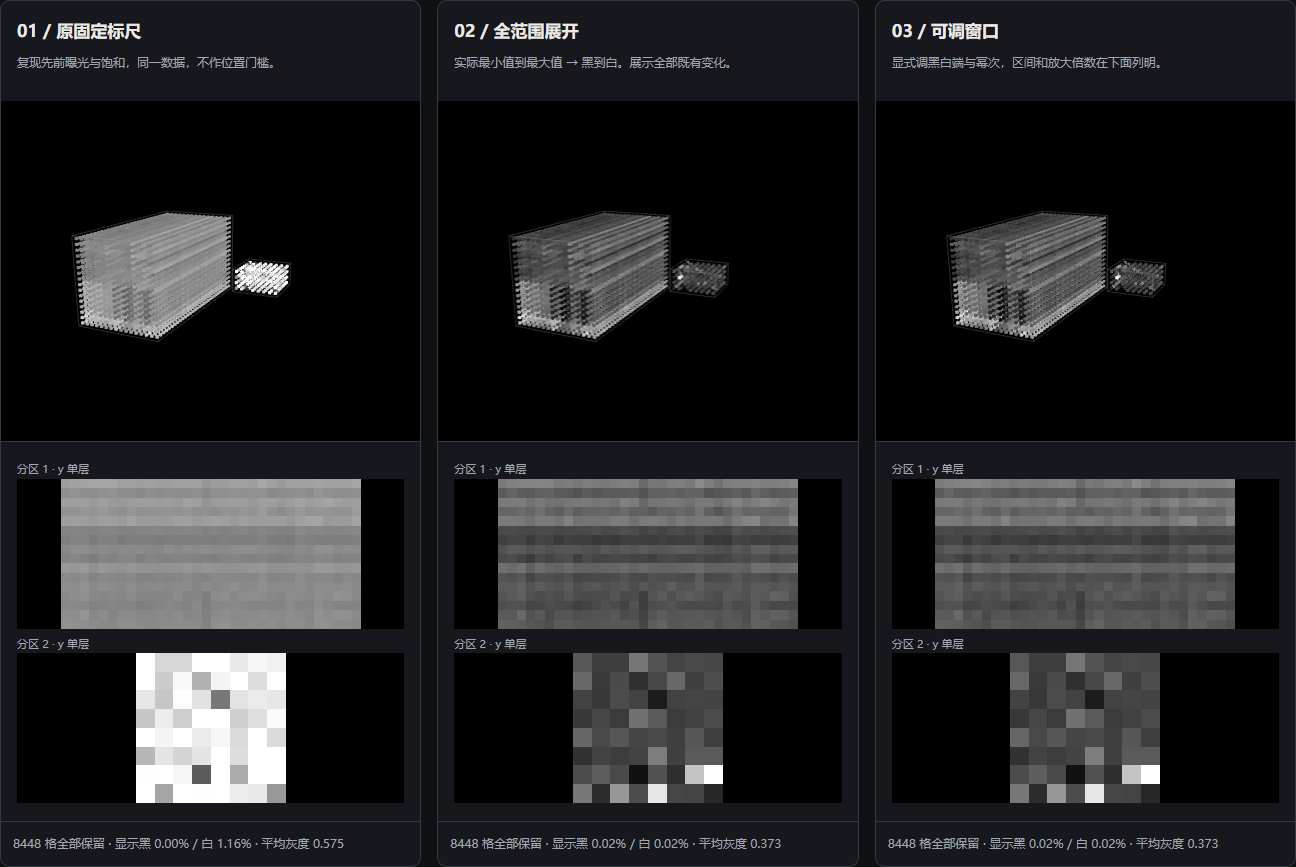 01 / 原固定标尺
复现先前曝光与饱和，同一数据，不作位置门槛。
分区 1 · y 单层
分区 2 · y 单层
8448 格全部保留 · 显示黑 0.00% / 白 1.16% · 平均灰度 0.575
02 / 全范围展开
实际最小值到最大值 → 黑到白。展示全部既有变化。
分区 1 · y 单层
分区 2 · y 单层
8448 格全部保留 · 显示黑 0.02% / 白 0.02% · 平均灰度 0.373
03 / 可调窗口
显式调黑白端与幂次，区间和放大倍数在下面列明。
分区 1 · y 单层
分区 2 · y 单层
8448 格全部保留 · 显示黑 0.02% / 白 0.02% · 平均灰度 0.373